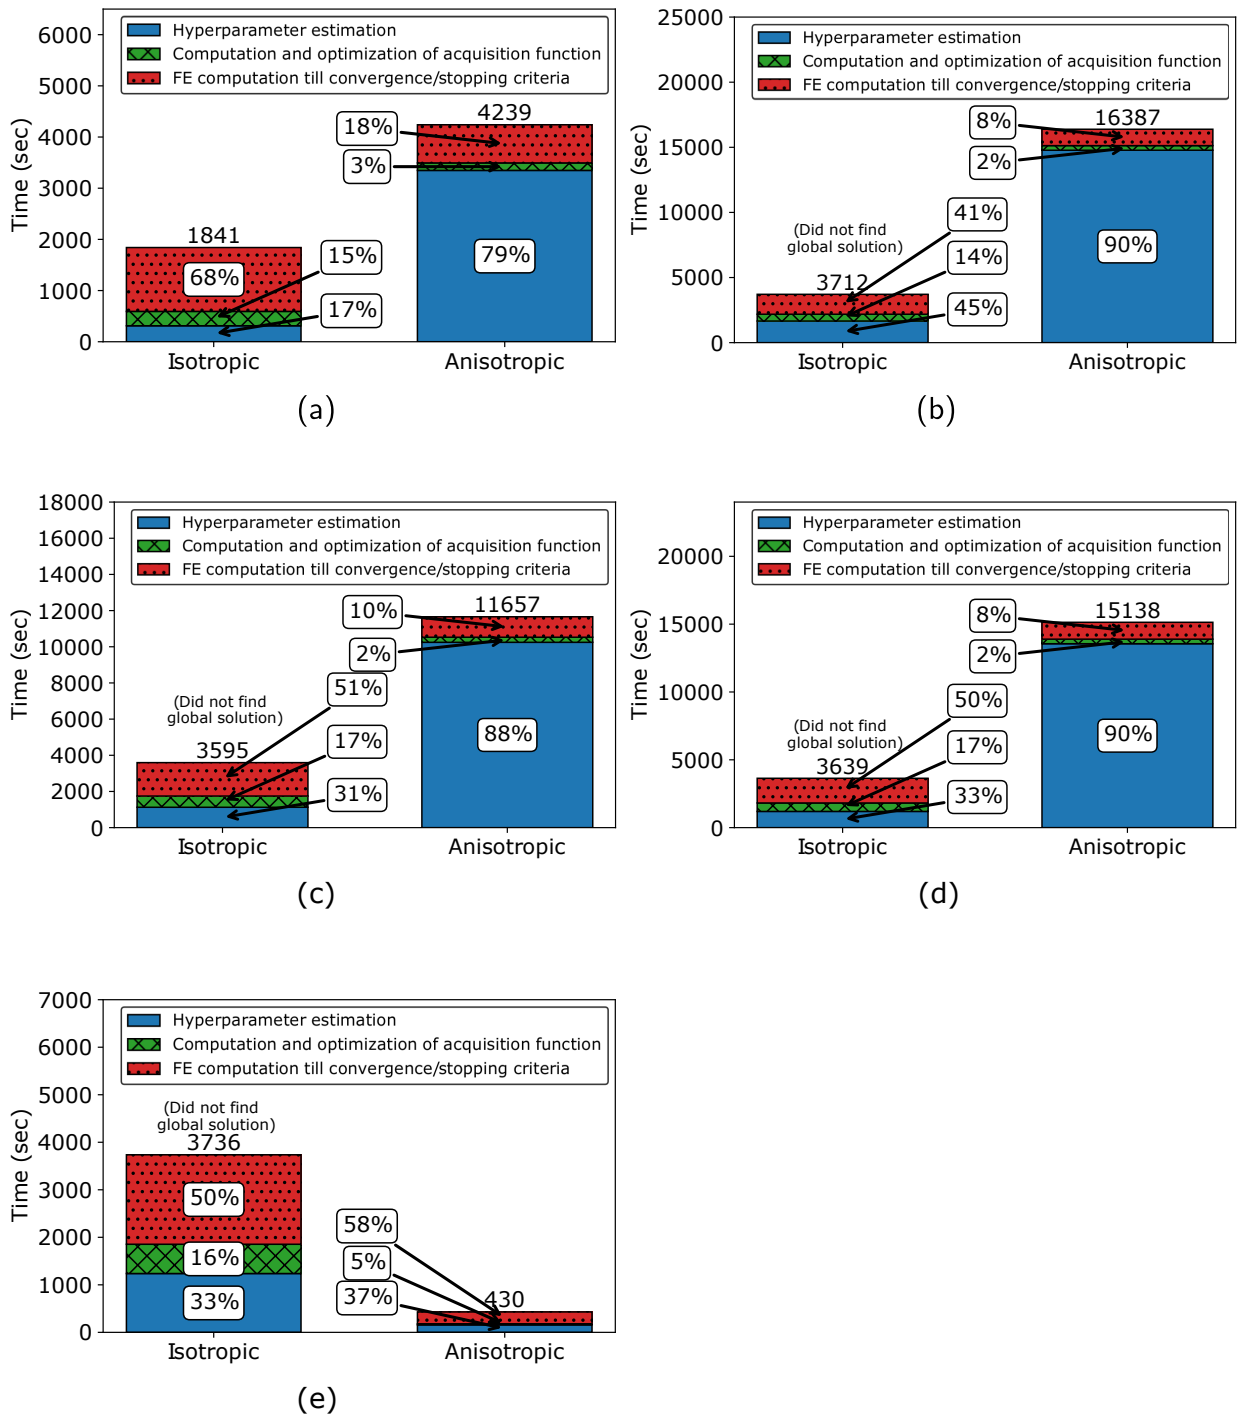 6000
5000
4000
3000
2000
1000
0
Time (sec)
Hyperparameter estimation
Computation and optimization of acquisition function
FE computation till convergence/stopping criteria
4239
18%
3%
79%
1841
68%
15%
17%
Isotropic
Anisotropic
(a)
25000
20000
15000
10000
5000
0
Time (sec)
Hyperparameter estimation
Computation and optimization of acquisition function
FE computation till convergence/stopping criteria
16387
8%
2%
90%
(Did not find
global solution)
3712
41%
14%
45%
Isotropic
Anisotropic
(b)
18000
16000
14000
12000
10000
8000
6000
4000
2000
0
Time (sec)
Hyperparameter estimation
Computation and optimization of acquisition function
FE computation till convergence/stopping criteria
11657
10%
2%
88%
(Did not find
global solution)
3595
51%
17%
31%
Isotropic
Anisotropic
(c)
20000
15000
10000
5000
0
Time (sec)
Hyperparameter estimation
Computation and optimization of acquisition function
FE computation till convergence/stopping criteria
15138
8%
2%
90%
(Did not find
global solution)
3639
50%
17%
33%
Isotropic
Anisotropic
(d)
7000
6000
5000
4000
3000
2000
1000
0
Time (sec)
Hyperparameter estimation
Computation and optimization of acquisition function
FE computation till convergence/stopping criteria
(Did not find
global solution)
3736
50%
16%
33%
58%
5%
37%
430
Isotropic
Anisotropic
(e)